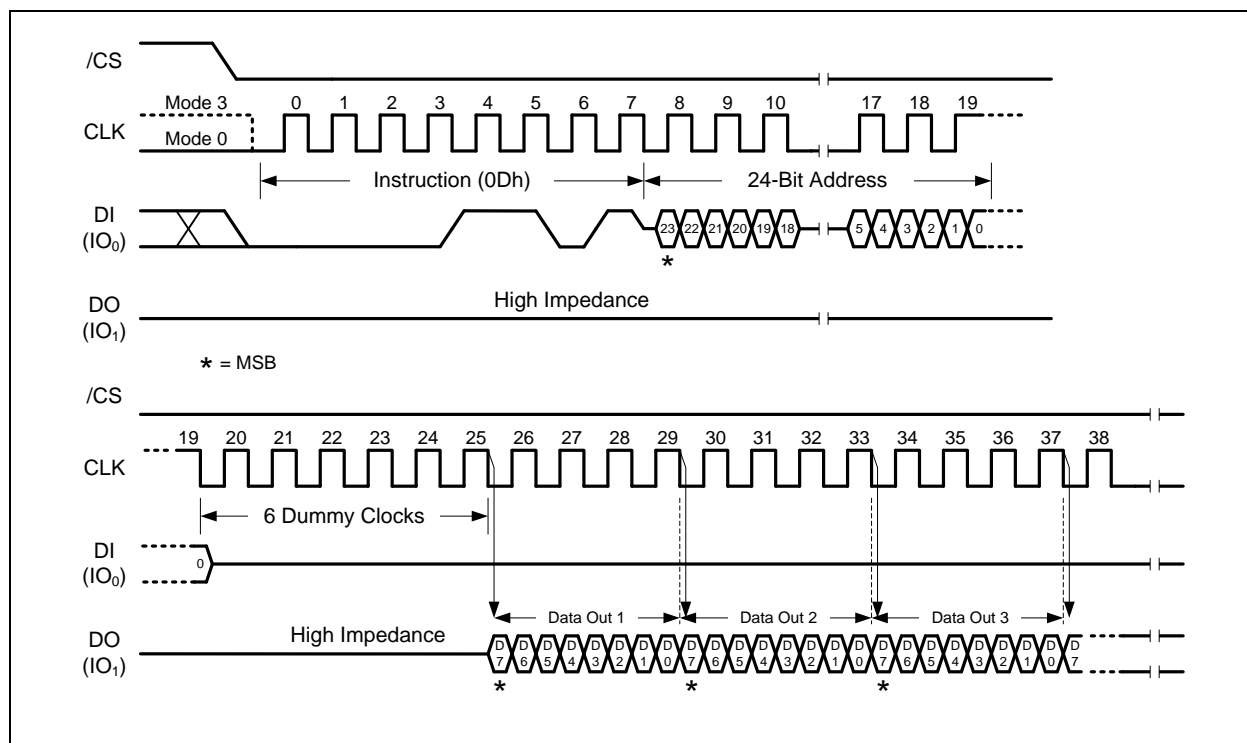 /CS
Mode 3
0 1 2 3 4 5 6 7 8 9 10 17 18 19
CLK
Mode 0
Instruction (0Dh)
24-Bit Address
DI
(IO0)
23 22 21 20 19 18 5 4 3 2 1 0
*
DO
(IO1)
High Impedance
* = MSB
/CS
19 20 21 22 23 24 25 26 27 28 29 30 31 32 33 34 35 36 37 38
CLK
6 Dummy Clocks
DI
(IO0)
0
Data Out 1
Data Out 2
Data Out 3
DO
(IO1)
High Impedance
D7 D6 D5 D4 D3 D2 D1 D0 D7 D6 D5 D4 D3 D2 D1 D0 D7 D6 D5 D4 D3 D2 D1 D0 D7
* * *